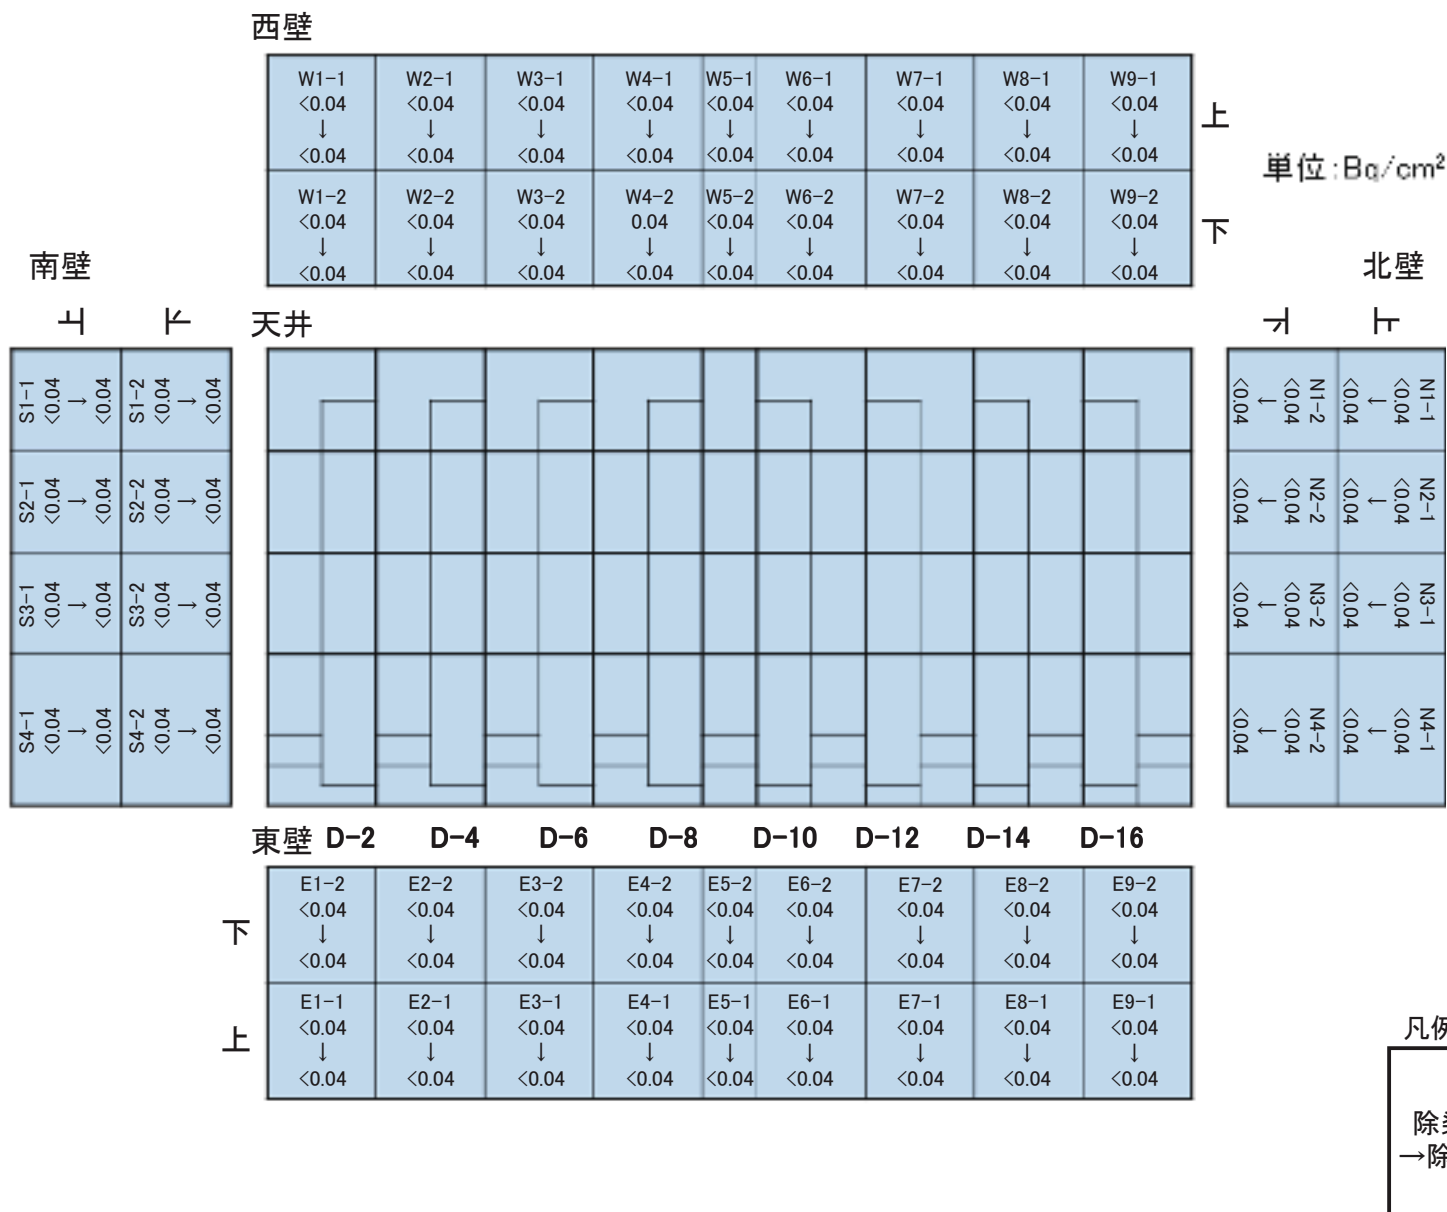 西壁
W1-1 W2-1 W3-1 W4-1 W5-1 W6-1 W7-1 W8-1 W9-1
<0.04 <0.04 <0.04 <0.04 <0.04 <0.04 <0.04 <0.04 <0.04
↓ ↓ ↓ ↓ ↓ ↓ ↓ ↓ ↓
<0.04 <0.04 <0.04 <0.04 <0.04 <0.04 <0.04 <0.04 <0.04
上
単位:Bq/cm²
W1-2 W2-2 W3-2 W4-2 W5-2 W6-2 W7-2 W8-2 W9-2
<0.04 <0.04 <0.04 0.04 <0.04 <0.04 <0.04 <0.04 <0.04
↓ ↓ ↓ ↓ ↓ ↓ ↓ ↓ ↓
<0.04 <0.04 <0.04 <0.04 <0.04 <0.04 <0.04 <0.04 <0.04
下
南壁
上 下
S1-1 <0.04 → <0.04 S1-2 <0.04 → <0.04
S2-1 <0.04 → <0.04 S2-2 <0.04 → <0.04
S3-1 <0.04 → <0.04 S3-2 <0.04 → <0.04
S4-1 <0.04 → <0.04 S4-2 <0.04 → <0.04
天井
北壁
下 上
<0.04 ← <0.04 N1-2 <0.04 ← <0.04 N1-1
<0.04 ← <0.04 N2-2 <0.04 ← <0.04 N2-1
<0.04 ← <0.04 N3-2 <0.04 ← <0.04 N3-1
<0.04 ← <0.04 N4-2 <0.04 ← <0.04 N4-1
東壁 D-2 D-4 D-6 D-8 D-10 D-12 D-14 D-16
E1-2 E2-2 E3-2 E4-2 E5-2 E6-2 E7-2 E8-2 E9-2
<0.04 <0.04 <0.04 <0.04 <0.04 <0.04 <0.04 <0.04 <0.04
下 ↓ ↓ ↓ ↓ ↓ ↓ ↓ ↓ ↓
<0.04 <0.04 <0.04 <0.04 <0.04 <0.04 <0.04 <0.04 <0.04
E1-1 E2-1 E3-1 E4-1 E5-1 E6-1 E7-1 E8-1 E9-1
<0.04 <0.04 <0.04 <0.04 <0.04 <0.04 <0.04 <0.04 <0.04
上 ↓ ↓ ↓ ↓ ↓ ↓ ↓ ↓ ↓
<0.04 <0.04 <0.04 <0.04 <0.04 <0.04 <0.04 <0.04 <0.04
凡
除
→除